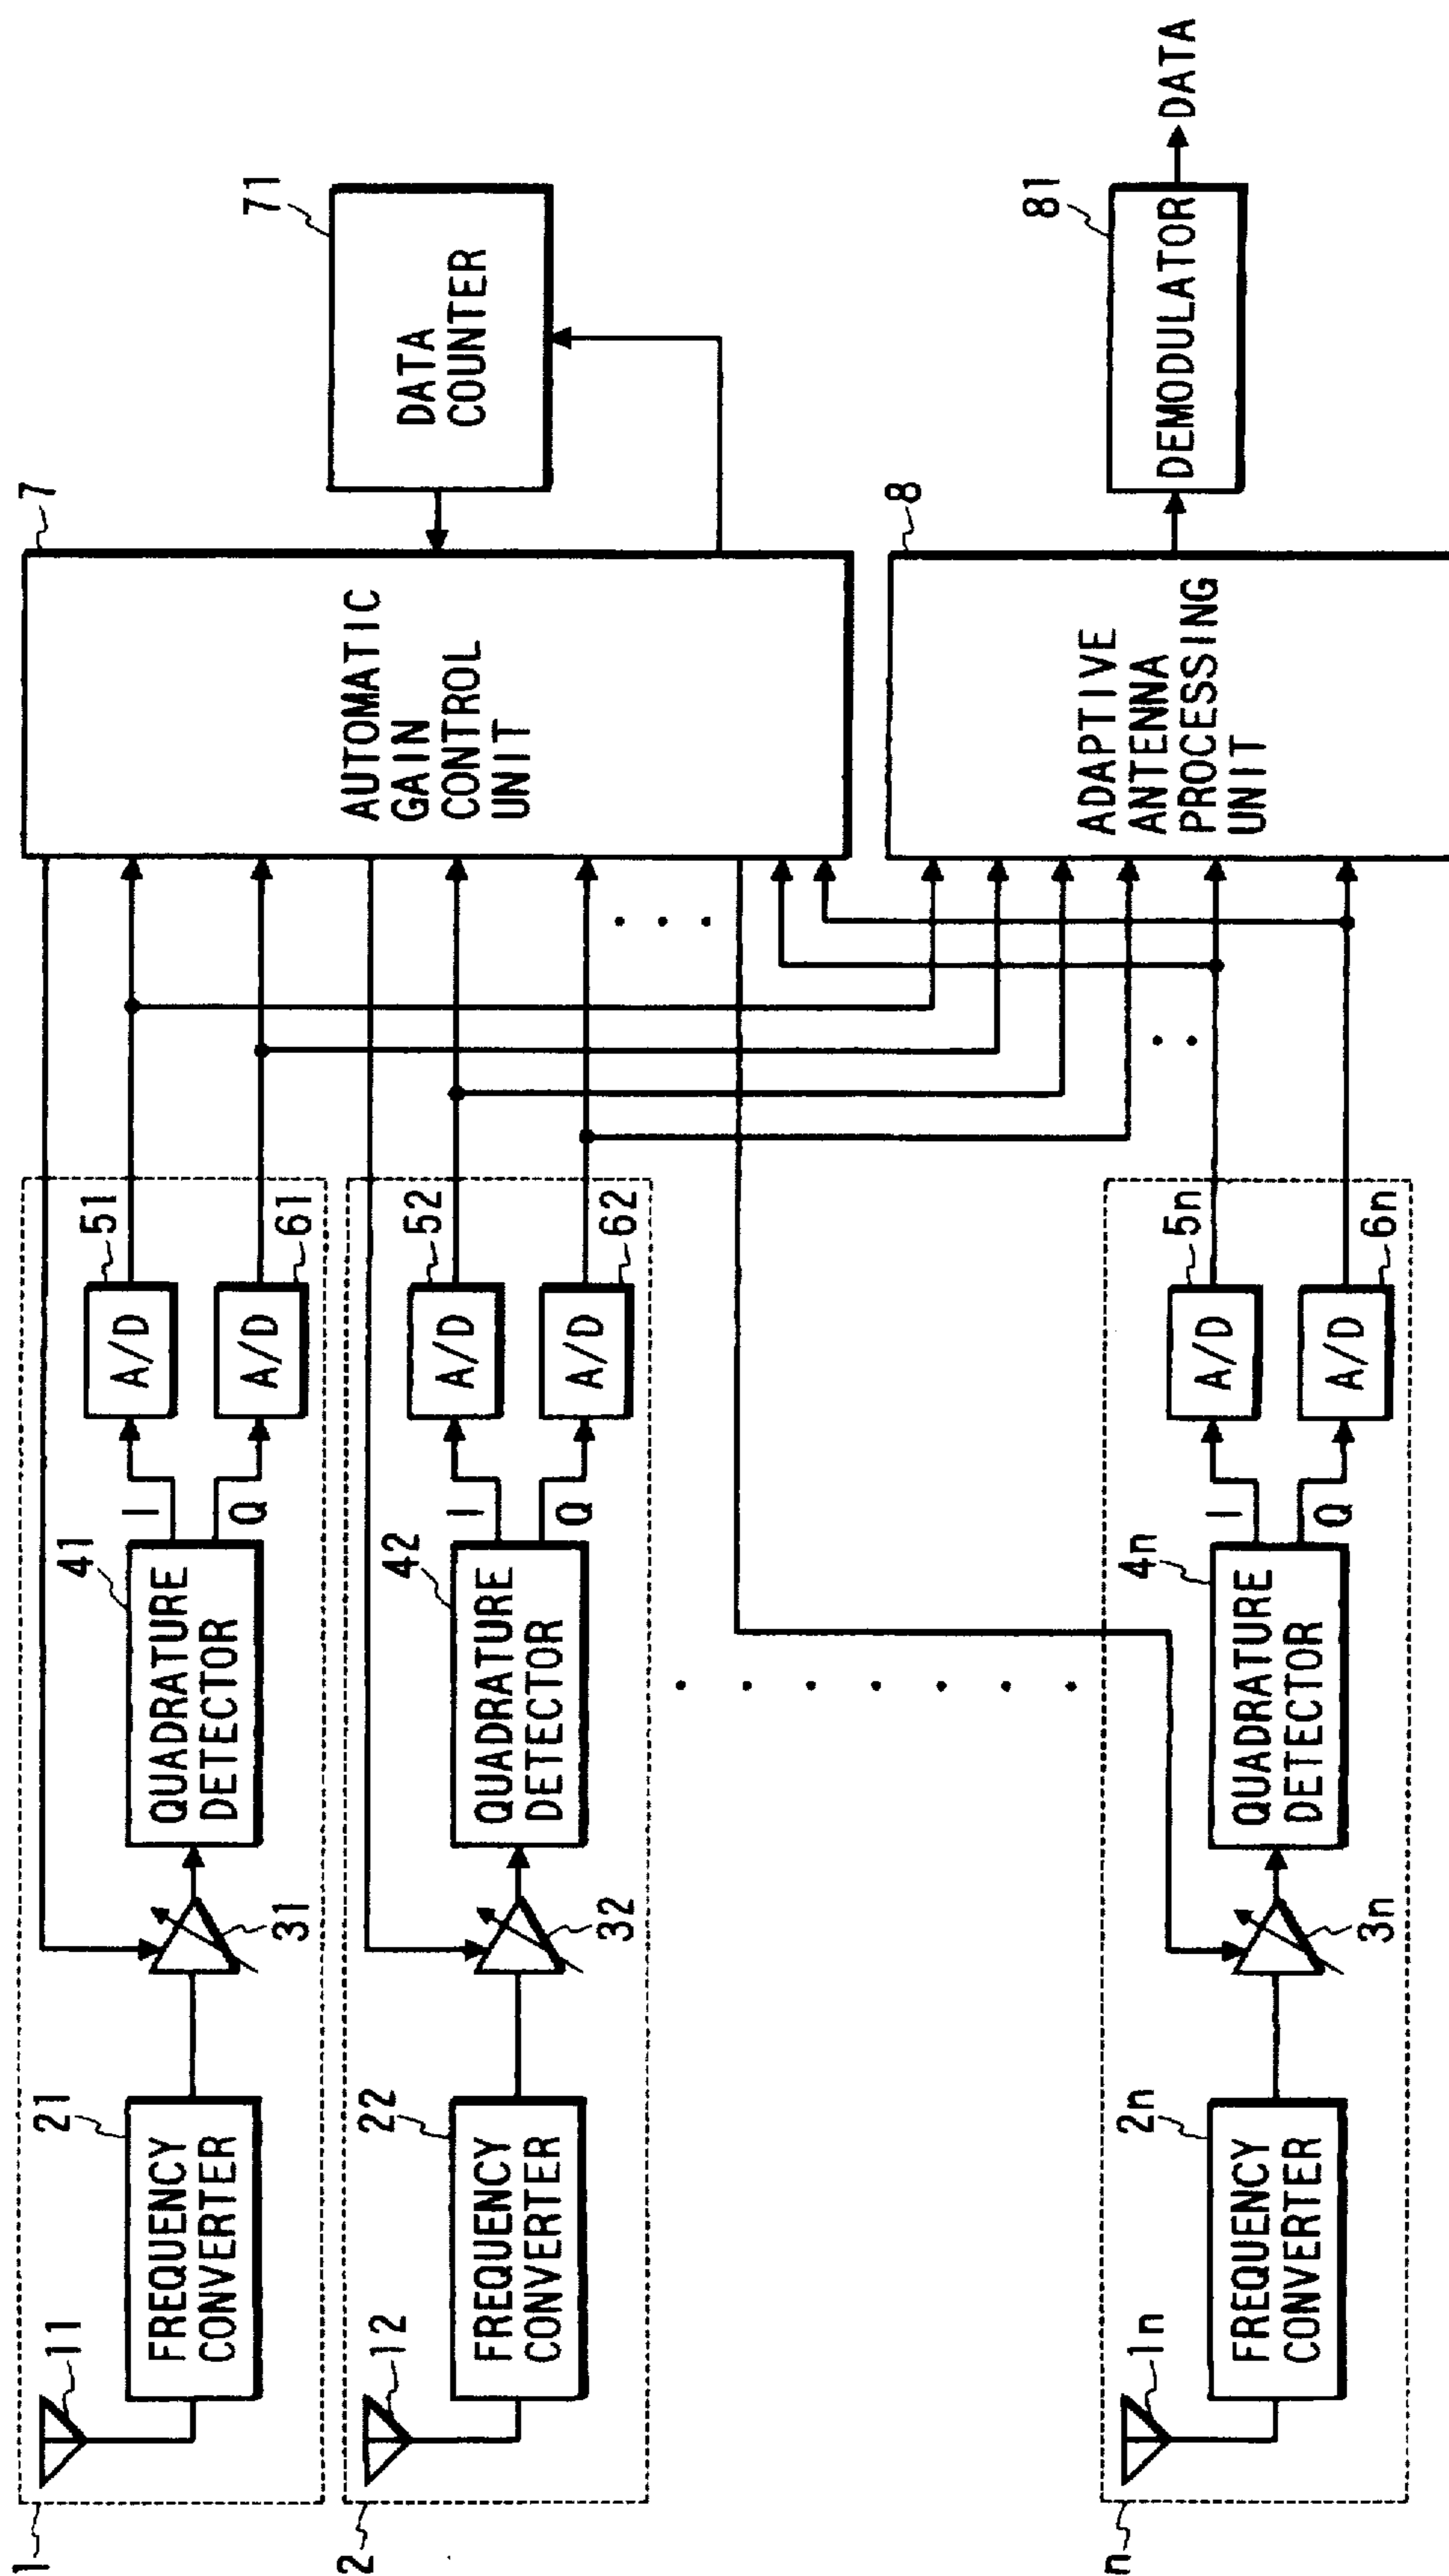 1
11
21
FREQUENCY
CONVERTER
31
41
QUADRATURE
DETECTOR
I
Q
51
A/D
61
A/D
2
12
22
FREQUENCY
CONVERTER
32
42
QUADRATURE
DETECTOR
I
Q
52
A/D
62
A/D
n
1n
2n
FREQUENCY
CONVERTER
3n
4n
QUADRATURE
DETECTOR
I
Q
5n
A/D
6n
A/D
7
AUTOMATIC
GAIN
CONTROL
UNIT
71
DATA
COUNTER
8
ADAPTIVE
ANTENNA
PROCESSING
UNIT
81
DEMODULATOR
DATA